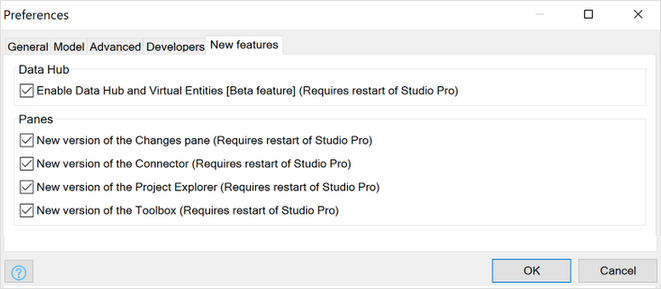 Preferences
General Model Advanced Developers New features
Data Hub
Enable Data Hub and Virtual Entities [Beta feature] (Requires restart of Studio Pro)
Panes
New version of the Changes pane (Requires restart of Studio Pro)
New version of the Connector (Requires restart of Studio Pro)
New version of the Project Explorer (Requires restart of Studio Pro)
New version of the Toolbox (Requires restart of Studio Pro)
? OK Cancel